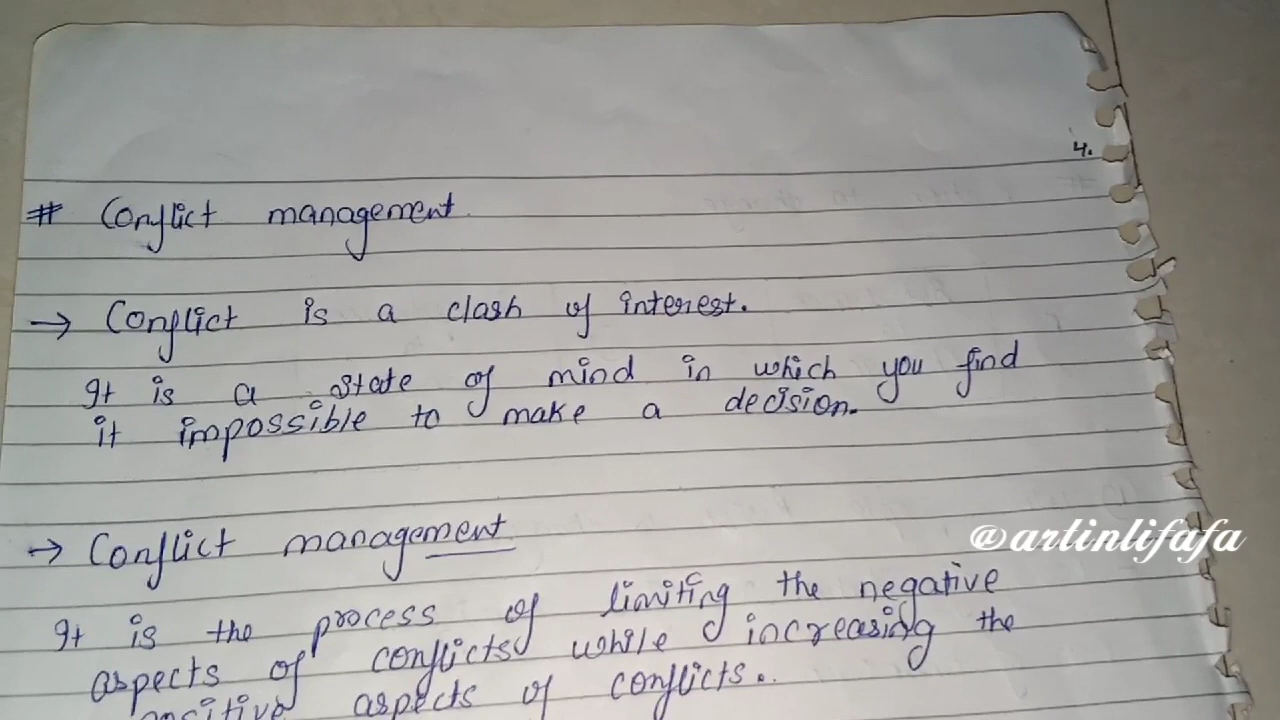 4.
# Conflict management
→ Conflict is a clash of interest.
It is a state of mind in which you find
it impossible to make a decision.
→ Conflict management
@artinlifafa
It is the process of limiting the negative
aspects of conflicts while increasing the
positive aspects of conflicts.